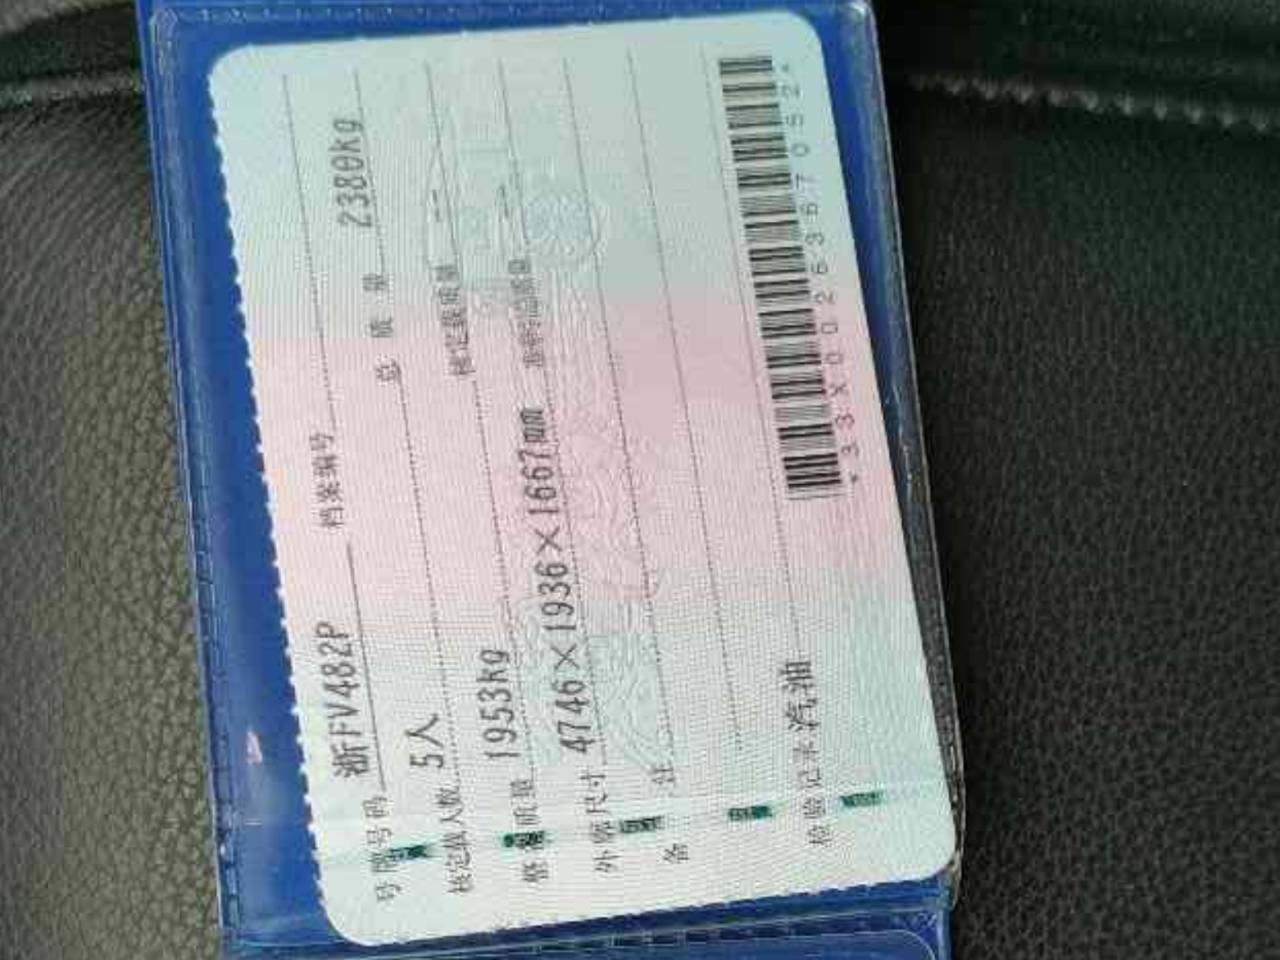 号牌号码 浙FV482P 档案编号
核定载人数 5人 总质量 2380kg
整备质量 1953kg 核定载质量 --
外廓尺寸 4746×1936×1667mm 准牵引总质量 --
备注
检验记录 汽油
*33X0026367052*